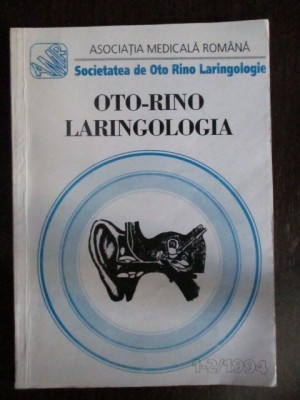 ASOCIAȚIA MEDICALĂ ROMÂNĂ
Societatea de Oto Rino Laringologie
OTO-RINO
LARINGOLOGIA
1-2/1994